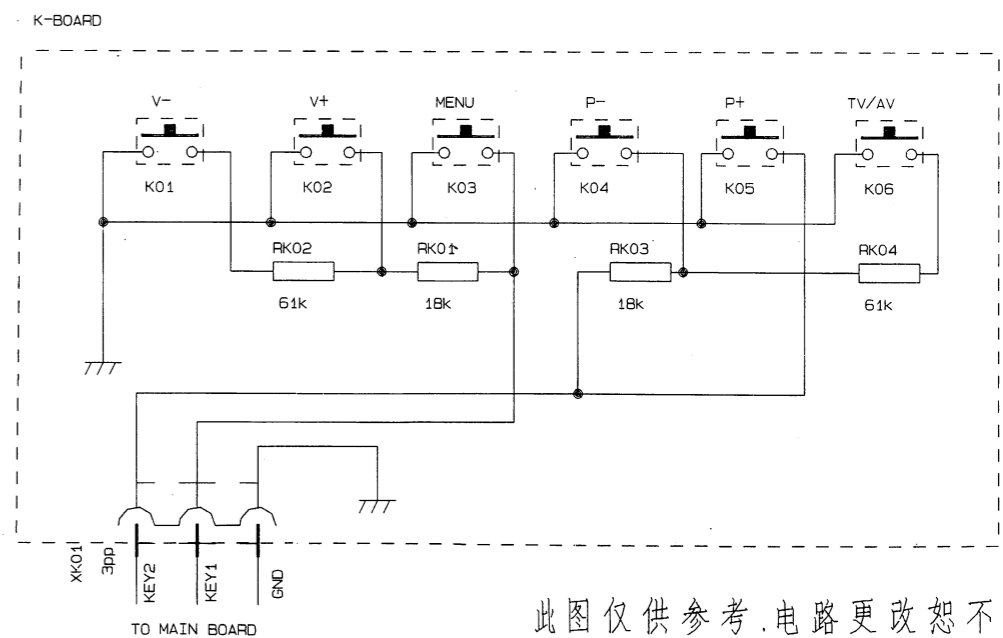 K-BOARD
V- V+ MENU P- P+ TV/AV
K01 K02 K03 K04 K05 K06
RK02 RK01 RK03 RK04
61k 18k 18k 61k
XK01
3pp
KEY2
KEY1
GND
TO MAIN BOARD
此图仅供参考.电路更改恕不